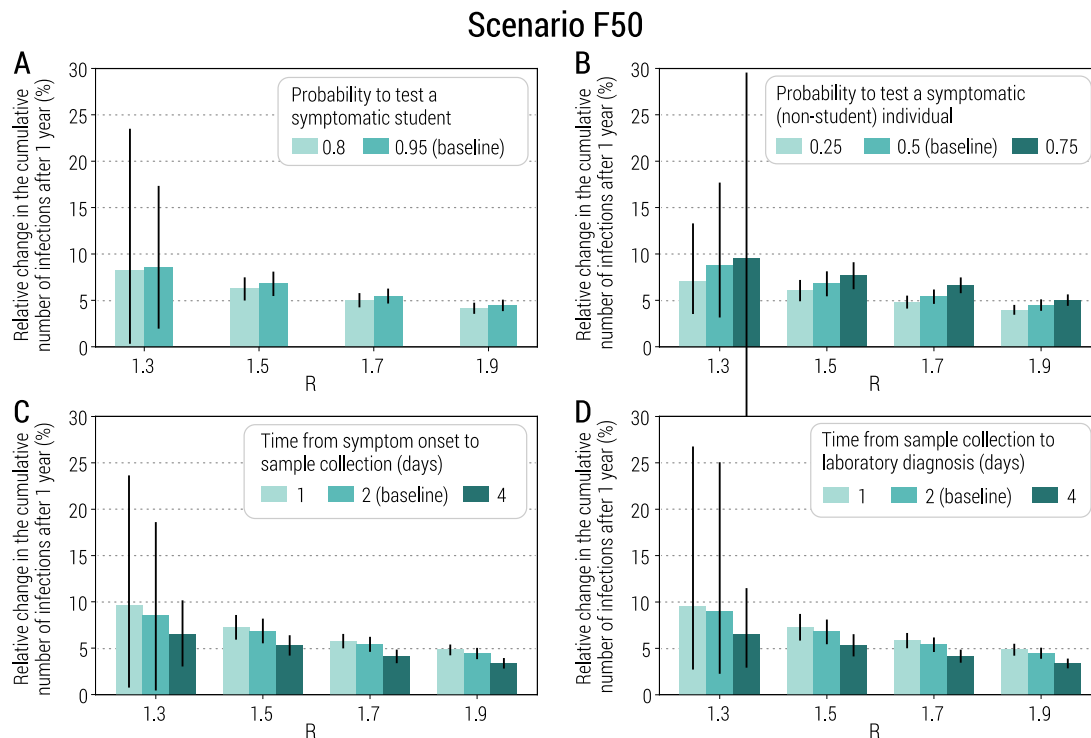 Scenario F50
A
Relative change in the cumulative
number of infections after 1 year (%)
30
25
20
15
10
5
0
Probability to test a
symptomatic student
0.8
0.95 (baseline)
1.3
1.5
1.7
1.9
R
B
Relative change in the cumulative
number of infections after 1 year (%)
30
25
20
15
10
5
0
Probability to test a symptomatic
(non-student) individual
0.25
0.5 (baseline)
0.75
1.3
1.5
1.7
1.9
R
C
Relative change in the cumulative
number of infections after 1 year (%)
30
25
20
15
10
5
0
Time from symptom onset to
sample collection (days)
1
2 (baseline)
4
1.3
1.5
1.7
1.9
R
D
Relative change in the cumulative
number of infections after 1 year (%)
30
25
20
15
10
5
0
Time from sample collection to
laboratory diagnosis (days)
1
2 (baseline)
4
1.3
1.5
1.7
1.9
R